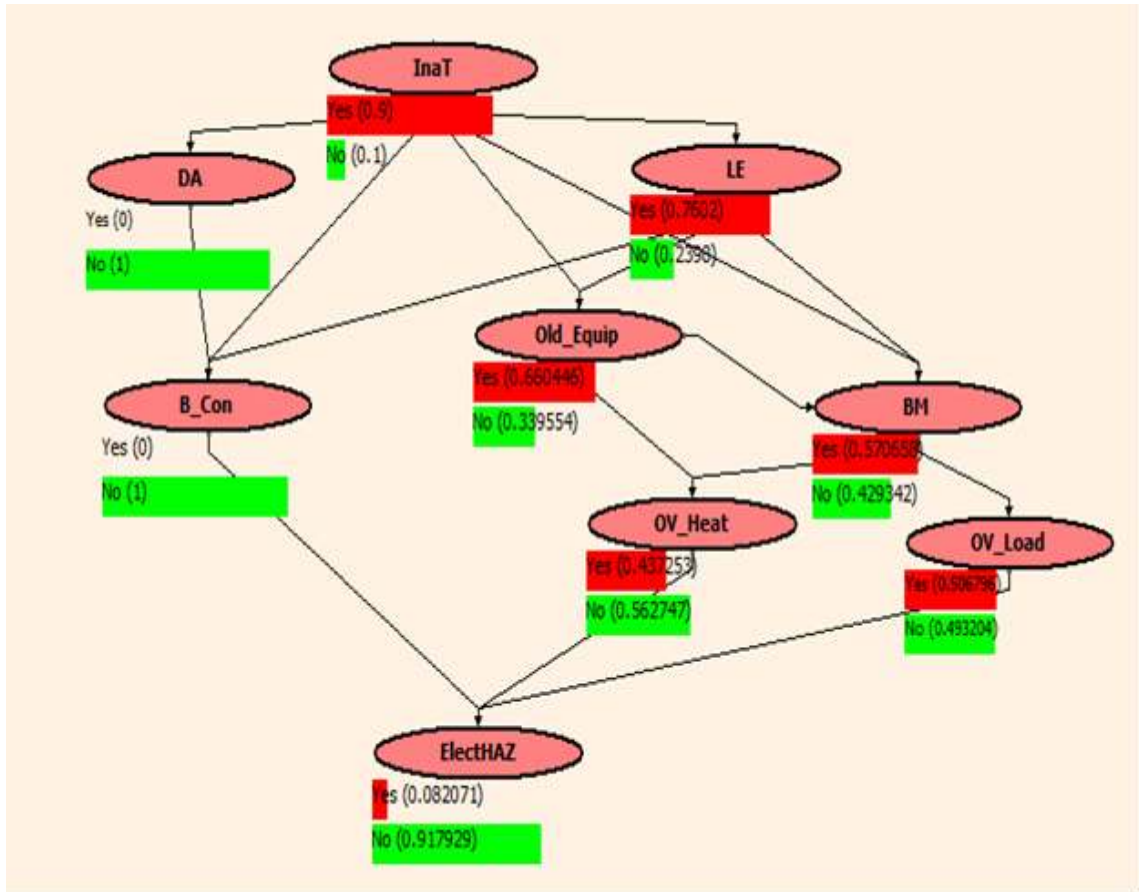 InaT
Yes (0.9)
No (0.1)
DA
Yes (0)
No (1)
LE
Yes (0.7602)
No (0.2398)
Old_Equip
Yes (0.660446)
No (0.339554)
B_Con
Yes (0)
No (1)
BM
Yes (0.570658)
No (0.429342)
OV_Heat
Yes (0.437253)
No (0.562747)
OV_Load
Yes (0.506796)
No (0.493204)
ElectHAZ
Yes (0.082071)
No (0.917929)